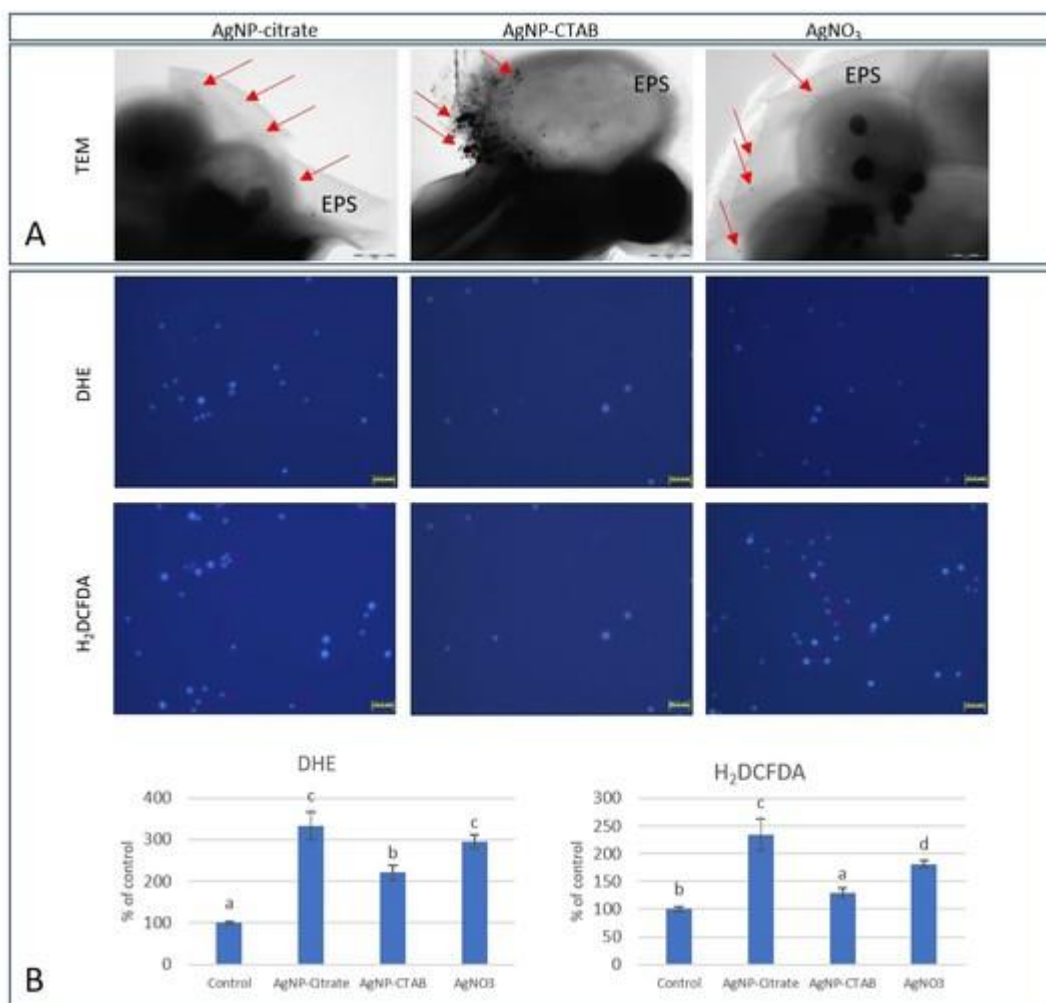 AgNP-citrate AgNP-CTAB AgNO₃
TEM
EPS
EPS
EPS
A
DHE
H₂DCFDA
DHE
400
300
200
100
0
% of control
a
c
b
c
Control AgNP-Citrate AgNP-CTAB AgNO3
H₂DCFDA
300
250
200
150
100
50
0
% of control
b
c
a
d
Control AgNP-Citrate AgNP-CTAB AgNO3
B